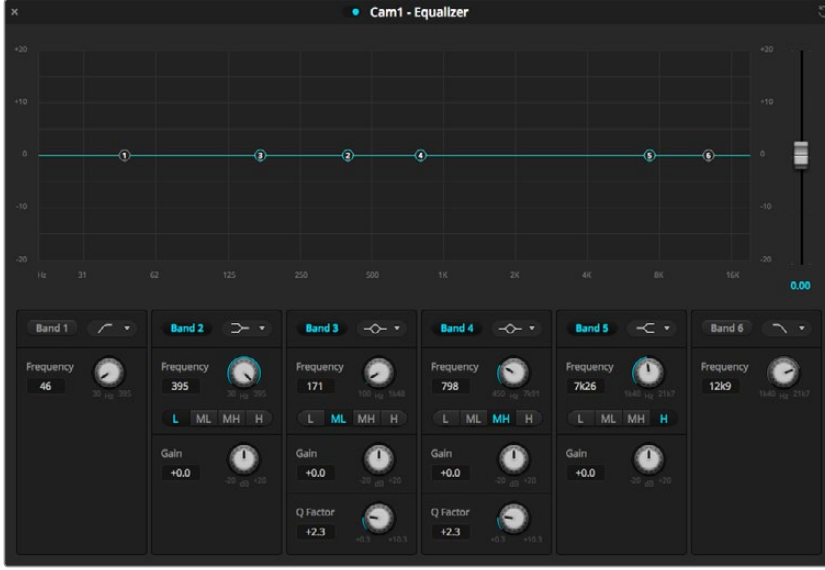 × Cam1 - Equalizer
+20 +20
+10 +10
0 1 3 2 4 5 6 0
-10 -10
-20 -20
Hz 31 62 125 250 500 1K 2K 4K 8K 16K
0.00
Band 1 Band 2 Band 3 Band 4 Band 5 Band 6
Frequency Frequency Frequency Frequency Frequency Frequency
46 395 171 798 7k26 12k9
30 Hz 395 30 Hz 395 100 Hz 1k48 450 Hz 7k91 1k40 Hz 21k7 1k40 Hz 21k7
L ML MH H L ML MH H L ML MH H L ML MH H
Gain Gain Gain Gain
+0.0 +0.0 +0.0 +0.0
-20 dB +20 -20 dB +20 -20 dB +20 -20 dB +20
Q Factor Q Factor
+2.3 +2.3
+0.3 +10.3 +0.3 +10.3